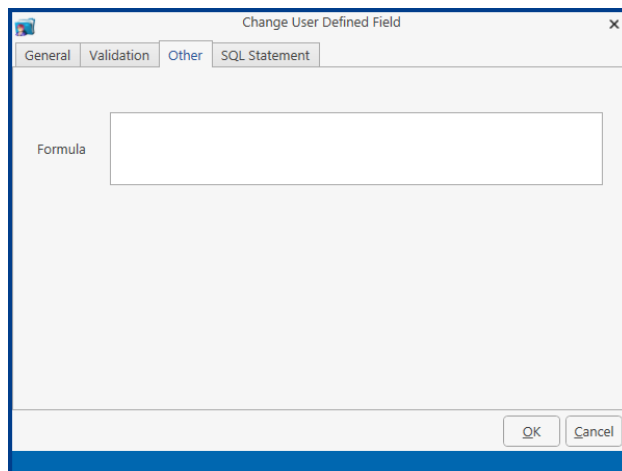 Change User Defined Field
General Validation Other SQL Statement
Formula
OK Cancel